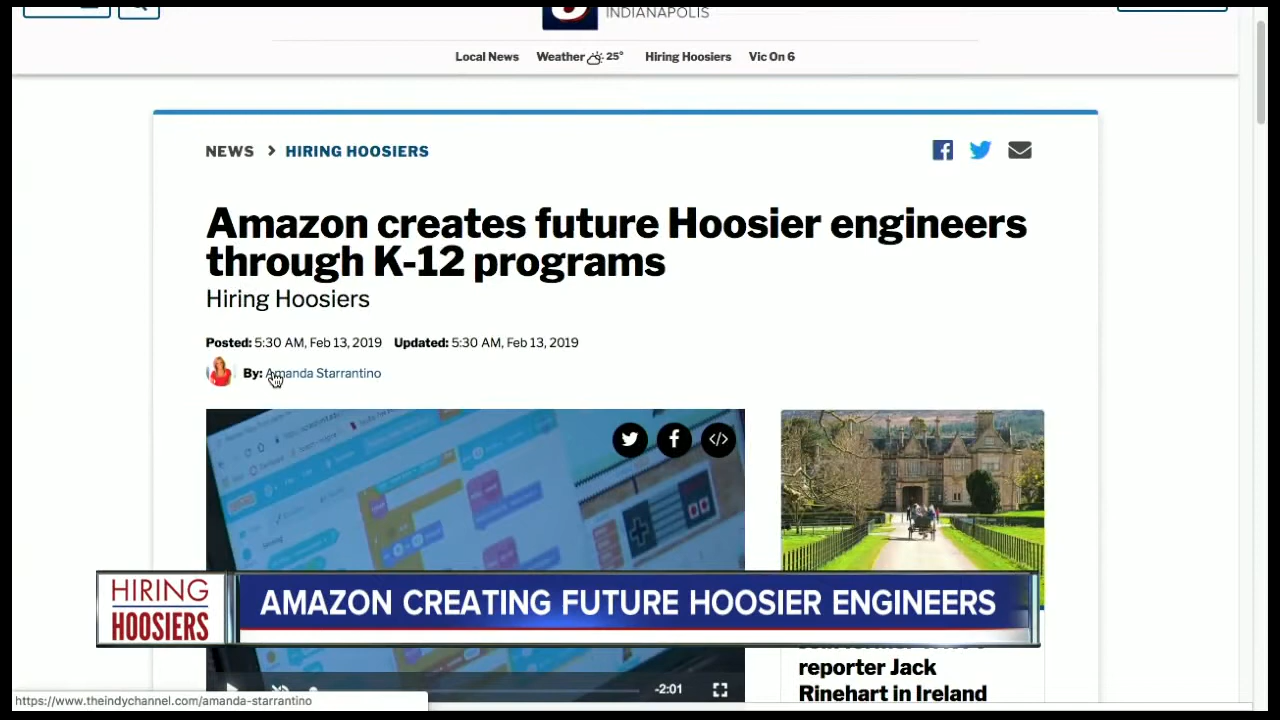 INDIANAPOLIS
Local News Weather 25° Hiring Hoosiers Vic On 6
NEWS > HIRING HOOSIERS
Amazon creates future Hoosier engineers
through K-12 programs
Hiring Hoosiers
Posted: 5:30 AM, Feb 13, 2019 Updated: 5:30 AM, Feb 13, 2019
By: Amanda Starrantino
HIRING
HOOSIERS
AMAZON CREATING FUTURE HOOSIER ENGINEERS
reporter Jack
Rinehart in Ireland
-2:01
https://www.theindychannel.com/amanda-starrantino